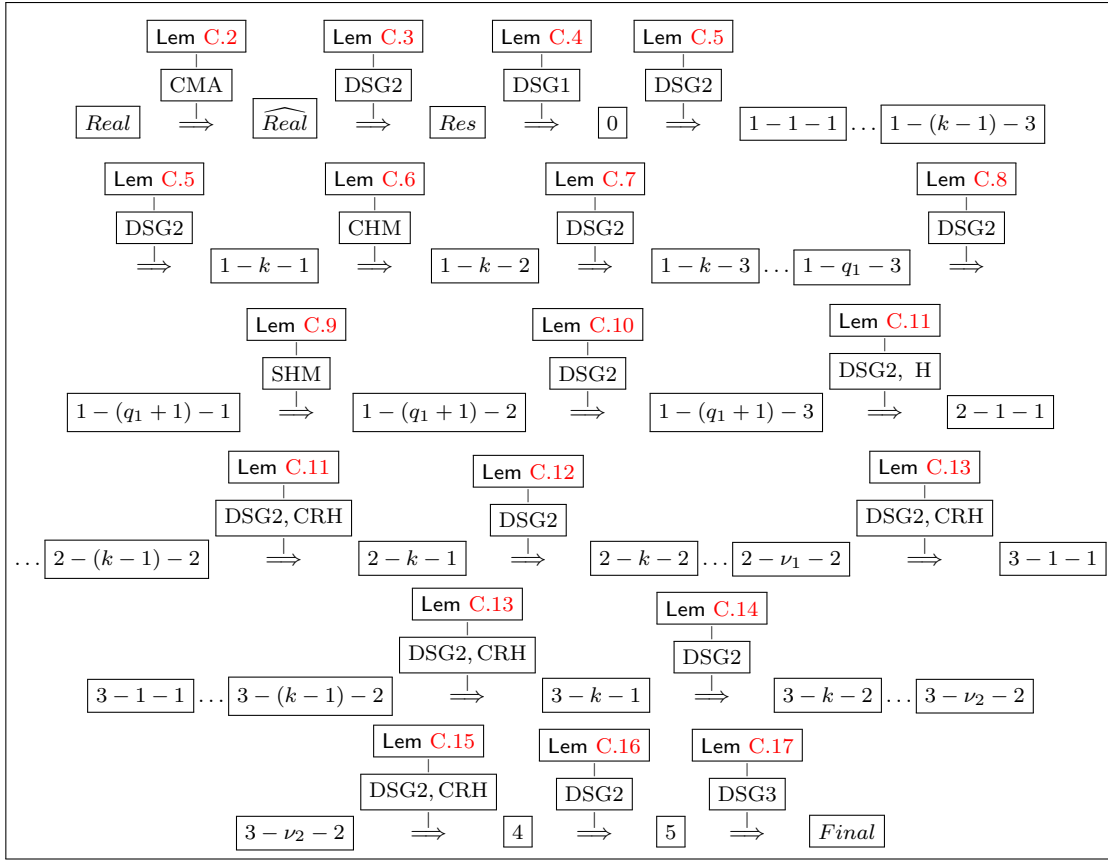 Lem C.2 Lem C.3 Lem C.4 Lem C.5
CMA DSG2 DSG1 DSG2
Real ⟹ \widehat{Real} ⟹ Res ⟹ 0 ⟹ 1 − 1 − 1 … 1 − (k − 1) − 3
Lem C.5 Lem C.6 Lem C.7 Lem C.8
DSG2 CHM DSG2 DSG2
⟹ 1 − k − 1 ⟹ 1 − k − 2 ⟹ 1 − k − 3 … 1 − q₁ − 3 ⟹
Lem C.9 Lem C.10 Lem C.11
SHM DSG2 DSG2, H
1 − (q₁ + 1) − 1 ⟹ 1 − (q₁ + 1) − 2 ⟹ 1 − (q₁ + 1) − 3 ⟹ 2 − 1 − 1
Lem C.11 Lem C.12 Lem C.13
DSG2, CRH DSG2 DSG2, CRH
… 2 − (k − 1) − 2 ⟹ 2 − k − 1 ⟹ 2 − k − 2 … 2 − ν₁ − 2 ⟹ 3 − 1 − 1
Lem C.13 Lem C.14
DSG2, CRH DSG2
3 − 1 − 1 … 3 − (k − 1) − 2 ⟹ 3 − k − 1 ⟹ 3 − k − 2 … 3 − ν₂ − 2
Lem C.15 Lem C.16 Lem C.17
DSG2, CRH DSG2 DSG3
3 − ν₂ − 2 ⟹ 4 ⟹ 5 ⟹ Final